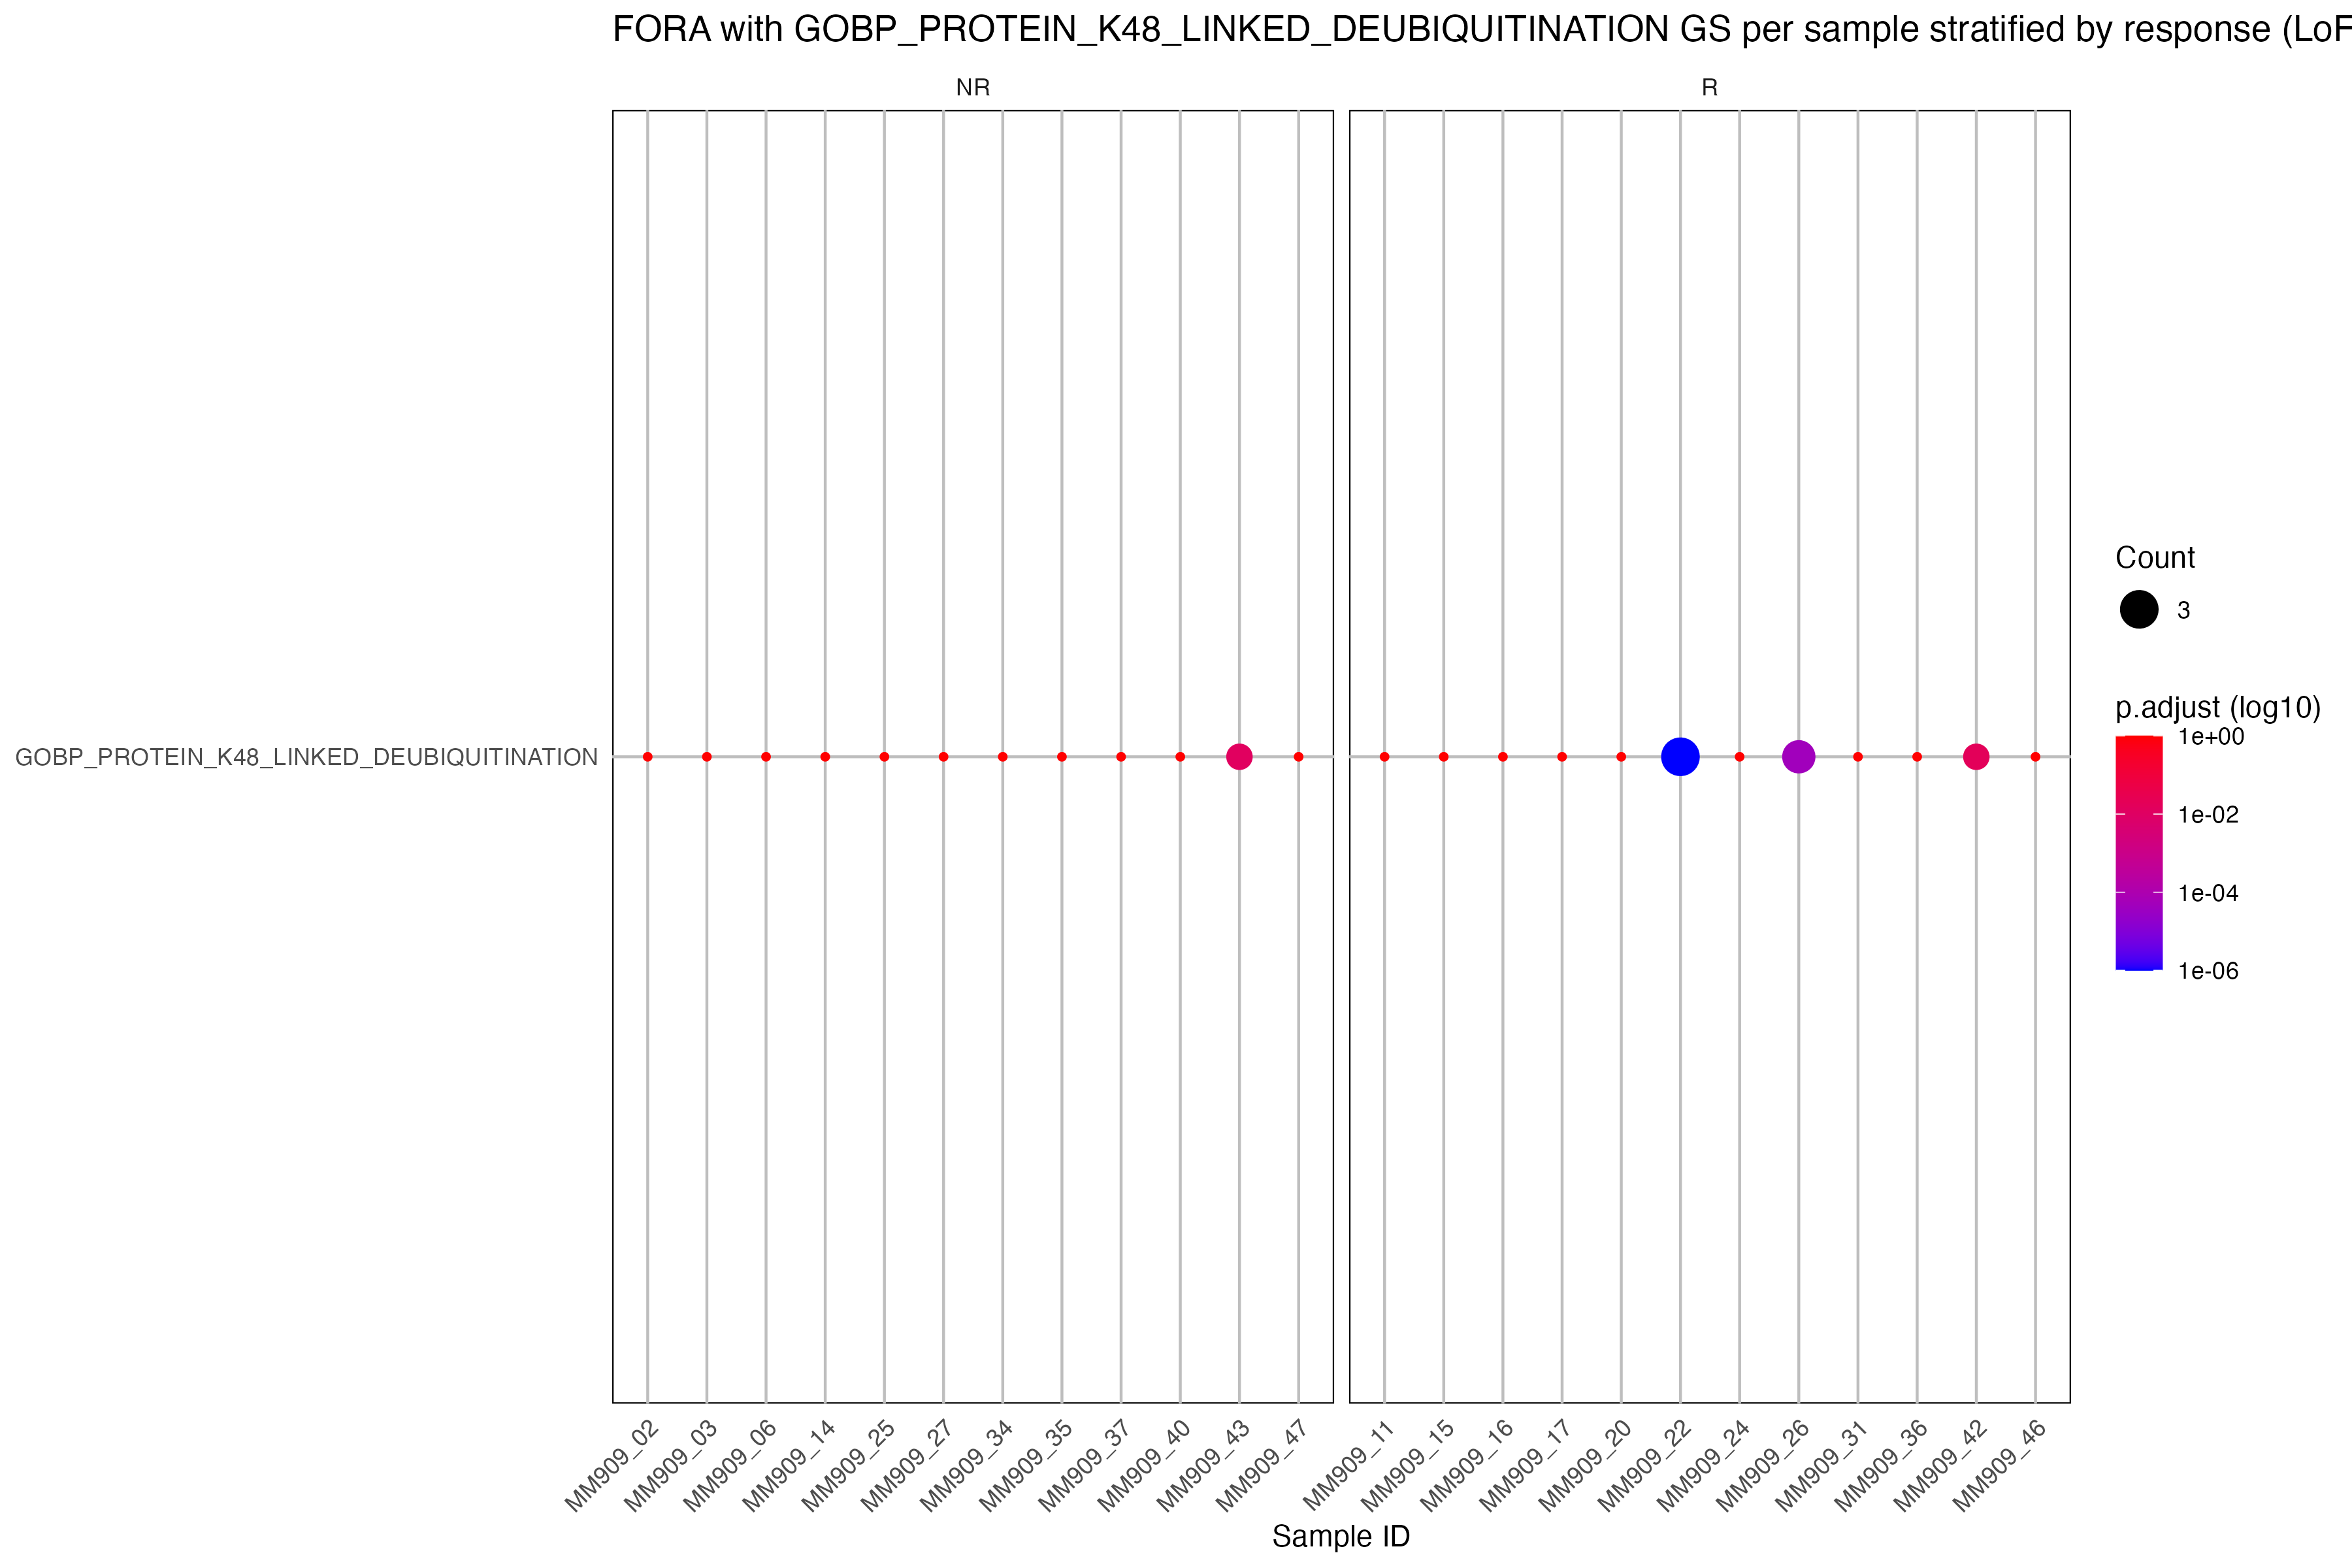 FORA with GOBP_PROTEIN_K48_LINKED_DEUBIQUITINATION GS per sample stratified by response (LoF
NR
R
Count
3
p.adjust (log10)
1e+00
1e-02
1e-04
1e-06
GOBP_PROTEIN_K48_LINKED_DEUBIQUITINATION
MM909_02
MM909_03
MM909_06
MM909_14
MM909_25
MM909_27
MM909_34
MM909_35
MM909_37
MM909_40
MM909_43
MM909_47
MM909_11
MM909_15
MM909_16
MM909_17
MM909_20
MM909_22
MM909_24
MM909_26
MM909_31
MM909_36
MM909_42
MM909_46
Sample ID